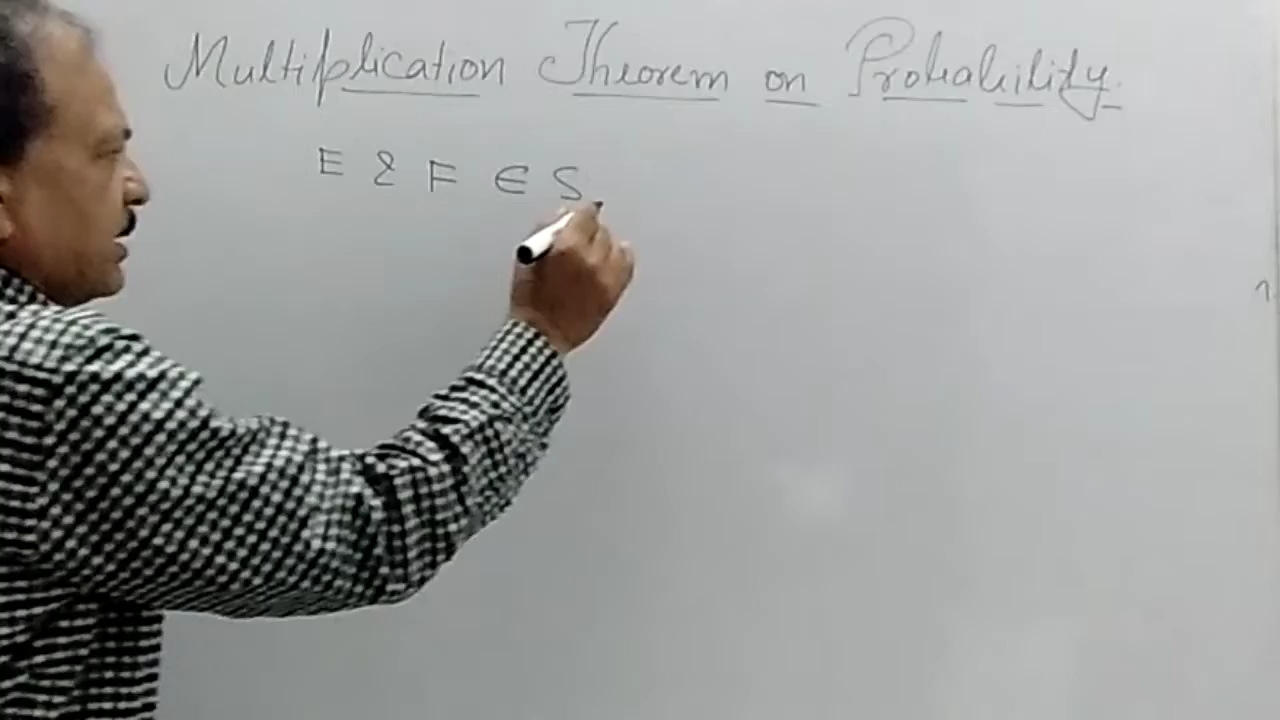 Multiplication Theorem on Probability.
E & F ∈ S